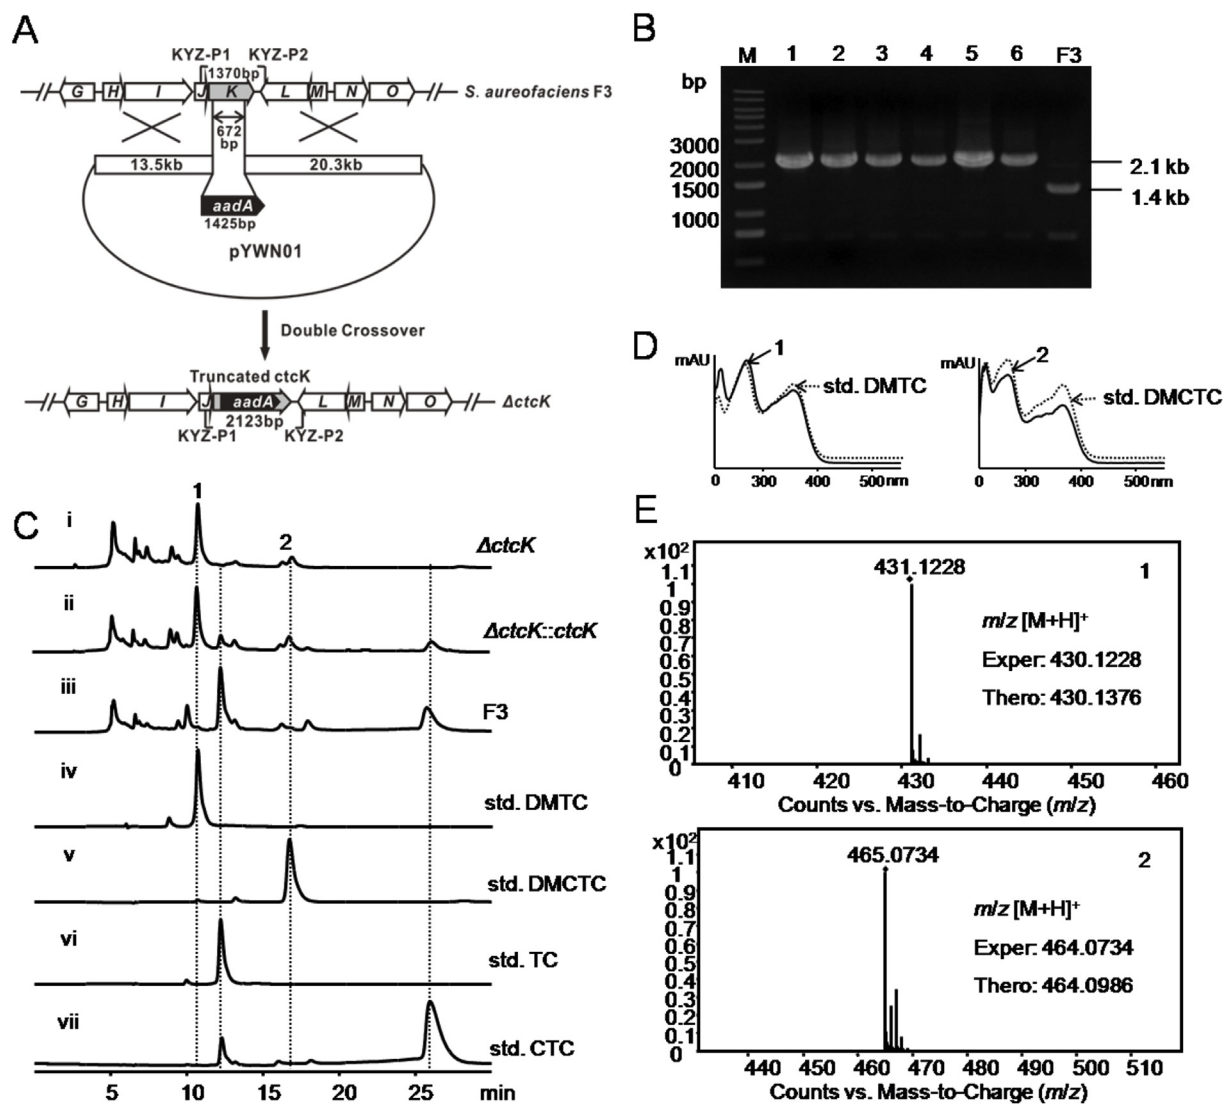 A
KYZ-P1 KYZ-P2
1370bp
G H I J K L M N O
S. aureofaciens F3
672
bp
13.5kb 20.3kb
aadA
1425bp
pYWN01
Double Crossover
Truncated ctcK
G H I J aadA L M N O
ΔctcK
2123bp
KYZ-P1 KYZ-P2
B
M 1 2 3 4 5 6 F3
bp
3000
2000
1500
1000
2.1 kb
1.4 kb
C
1
2
i
ΔctcK
ii
ΔctcK::ctcK
iii
F3
iv
std. DMTC
v
std. DMCTC
vi
std. TC
vii
std. CTC
5 10 15 20 25 min
D
mAU
1
std. DMTC
0 300 400 500nm
mAU
2
std. DMCTC
0 300 400 500nm
E
x10²
1.1
1
0.9
0.8
0.7
0.6
0.5
0.4
0.3
0.2
0.1
0
431.1228
1
m/z [M+H]⁺
Exper: 430.1228
Thero: 430.1376
410 420 430 440 450 460
Counts vs. Mass-to-Charge (m/z)
x10²
1.1
1
0.9
0.8
0.7
0.6
0.5
0.4
0.3
0.2
0.1
0
465.0734
2
m/z [M+H]⁺
Exper: 464.0734
Thero: 464.0986
440 450 460 470 480 490 500 510
Counts vs. Mass-to-Charge (m/z)